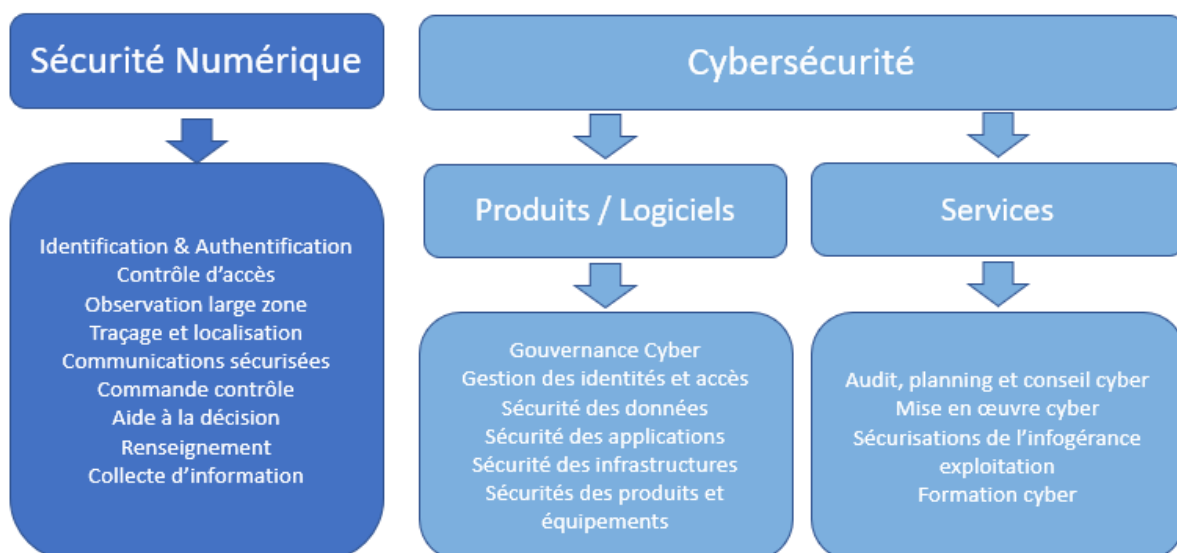 Sécurité Numérique
Identification & Authentification
Contrôle d'accès
Observation large zone
Traçage et localisation
Communications sécurisées
Commande contrôle
Aide à la décision
Renseignement
Collecte d'information
Cybersécurité
Produits / Logiciels
Gouvernance Cyber
Gestion des identités et accès
Sécurité des données
Sécurité des applications
Sécurité des infrastructures
Sécurités des produits et
équipements
Services
Audit, planning et conseil cyber
Mise en œuvre cyber
Sécurisations de l'infogérance
exploitation
Formation cyber